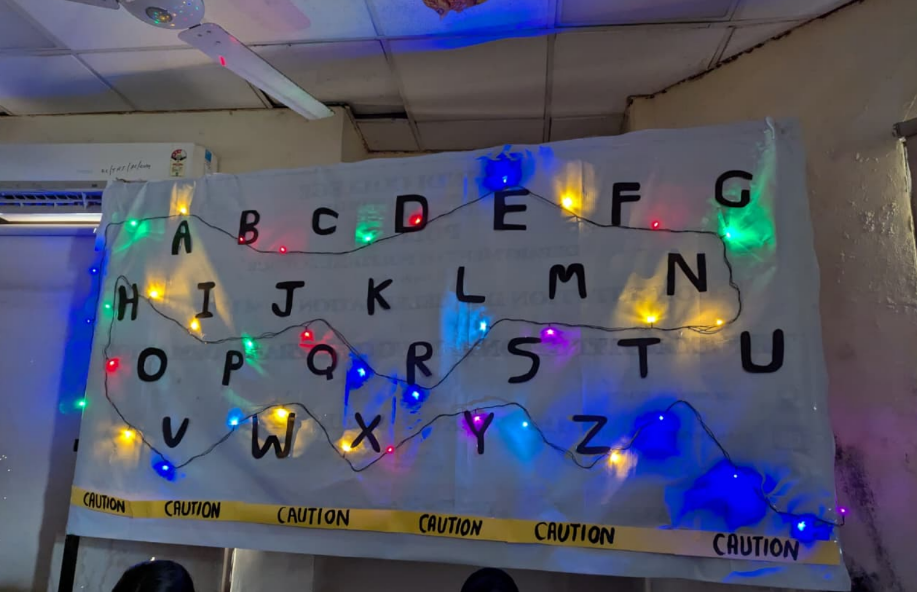 A B C D E F G
H I J K L M N
O P Q R S T U
V W X Y Z
CAUTION CAUTION CAUTION CAUTION CAUTION CAUTION